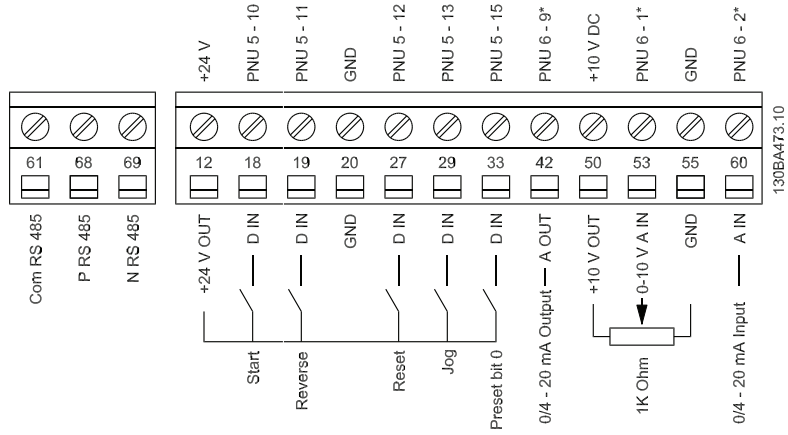 +24 V
PNU 5 - 10
PNU 5 - 11
GND
PNU 5 - 12
PNU 5 - 13
PNU 5 - 15
PNU 6 - 9*
+10 V DC
PNU 6 - 1*
GND
PNU 6 - 2*
61
68
69
12
18
19
20
27
29
33
42
50
53
55
60
Com RS 485
P RS 485
N RS 485
+24 V OUT
D IN
D IN
GND
D IN
D IN
D IN
0/4 - 20 mA Output
A OUT
+10 V OUT
0-10 V A IN
GND
0/4 - 20 mA Input
A IN
Start
Reverse
Reset
Jog
Preset bit 0
1K Ohm
130BA473.10